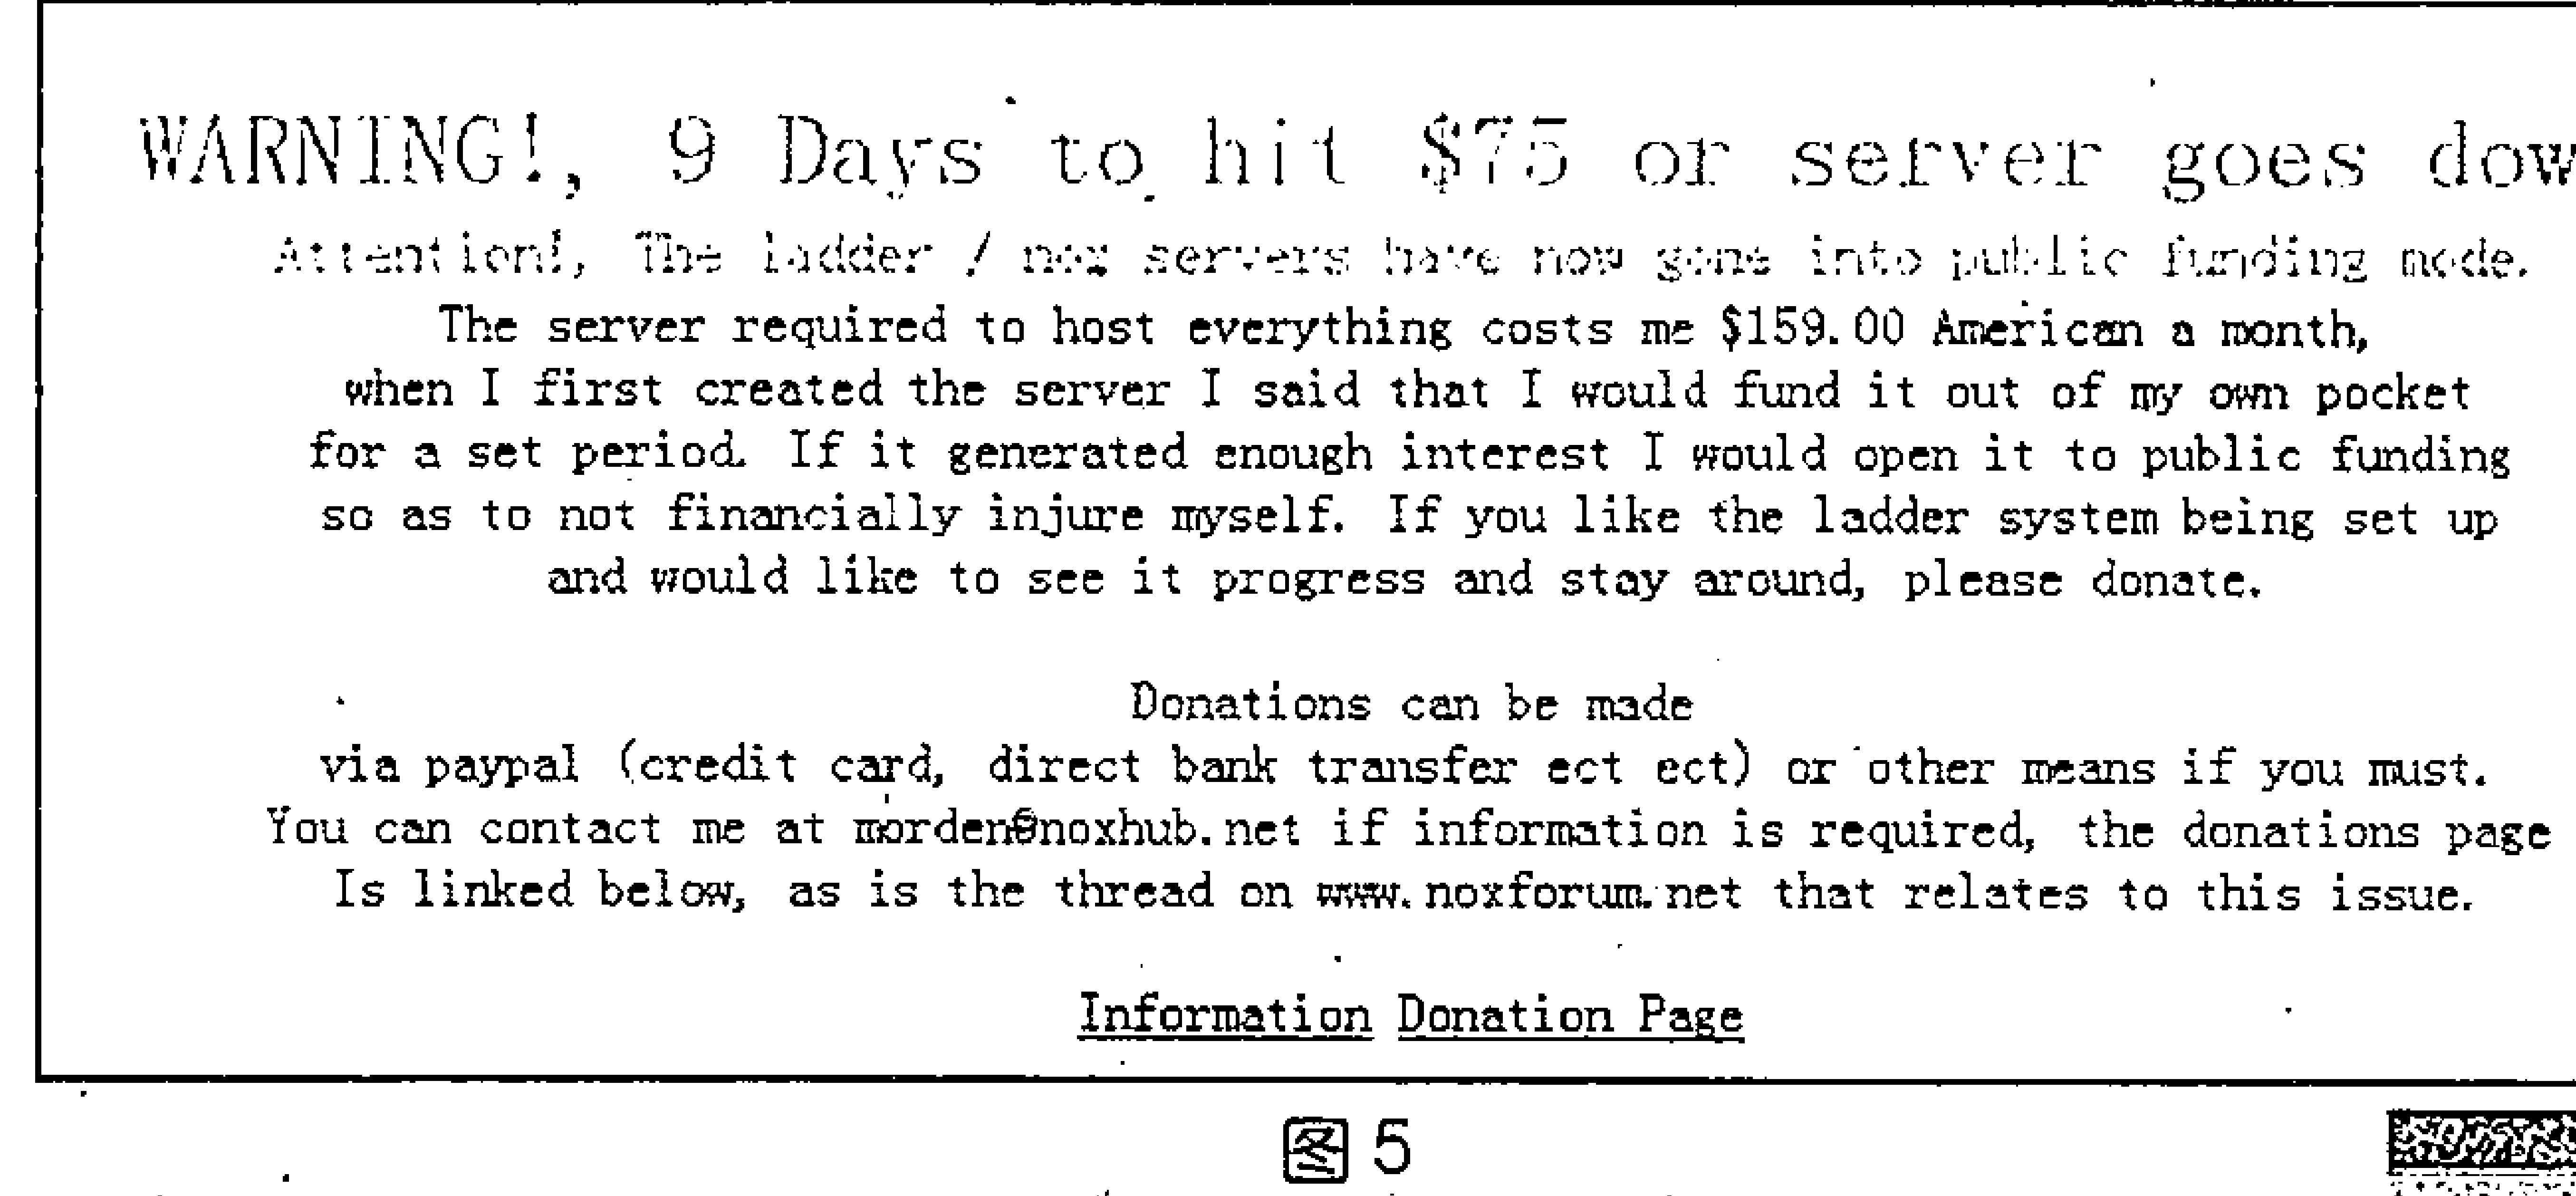 WARNING!, 9 Days to hit $75 or server goes dow
Attention!, The ladder / nox servers have now gone into public funding mode.
The server required to host everything costs me $159.00 American a month,
when I first created the server I said that I would fund it out of my own pocket
for a set period. If it generated enough interest I would open it to public funding
so as to not financially injure myself. If you like the ladder system being set up
and would like to see it progress and stay around, please donate.
Donations can be made
via paypal (credit card, direct bank transfer ect ect) or other means if you must.
You can contact me at morden@noxhub.net if information is required, the donations page
Is linked below, as is the thread on www.noxforum.net that relates to this issue.
Information Donation Page
图 5